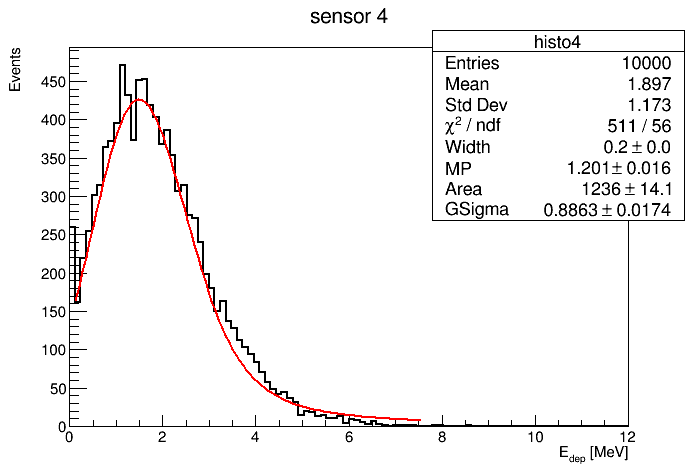 sensor 4
histo4
Entries 10000
Mean 1.897
Std Dev 1.173
χ² / ndf 511 / 56
Width 0.2 ± 0.0
MP 1.201 ± 0.016
Area 1236 ± 14.1
GSigma 0.8863 ± 0.0174
Events
450
400
350
300
250
200
150
100
50
0
0 2 4 6 8 10 12
E_dep [MeV]